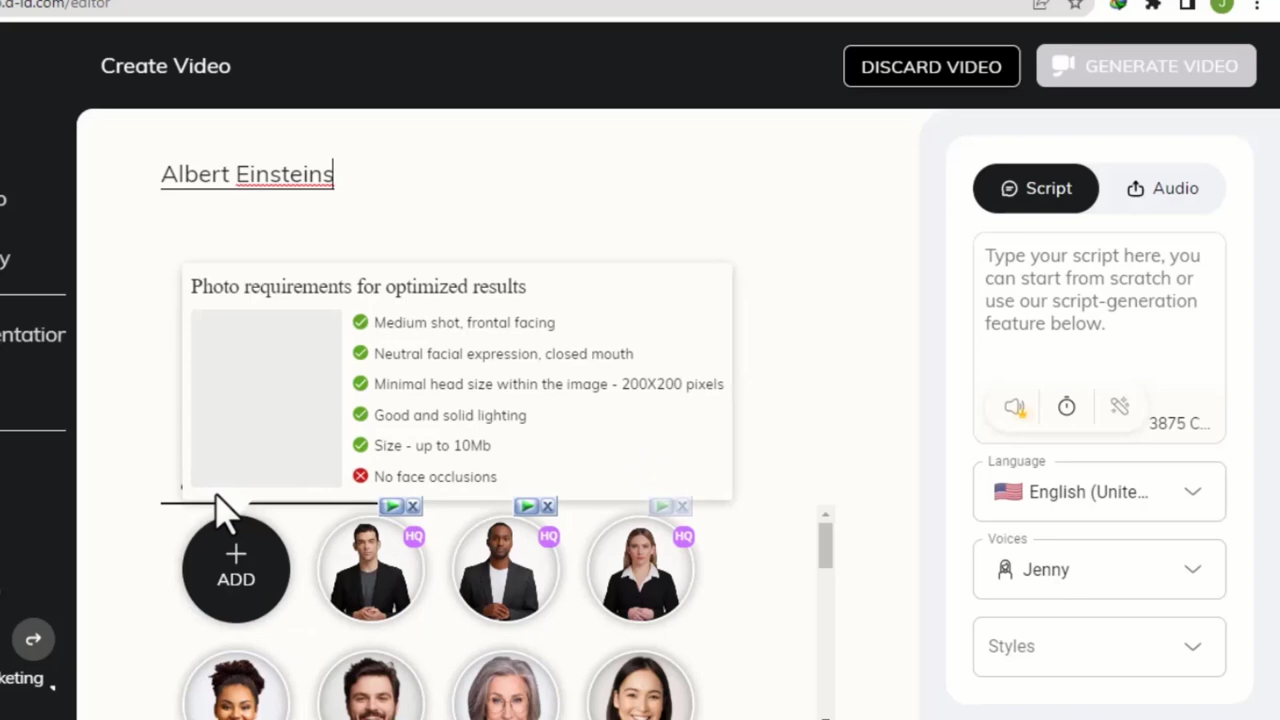 .d-id.com/editor
J
Create Video
DISCARD VIDEO
GENERATE VIDEO
Albert Einsteins
Script
Audio
Photo requirements for optimized results
Medium shot, frontal facing
Neutral facial expression, closed mouth
Minimal head size within the image - 200X200 pixels
Good and solid lighting
Size - up to 10Mb
No face occlusions
Type your script here, you
can start from scratch or
use our script-generation
feature below.
3875 C...
entation
Language
English (Unite...
Voices
Jenny
Styles
HQ
HQ
HQ
+
ADD
keting